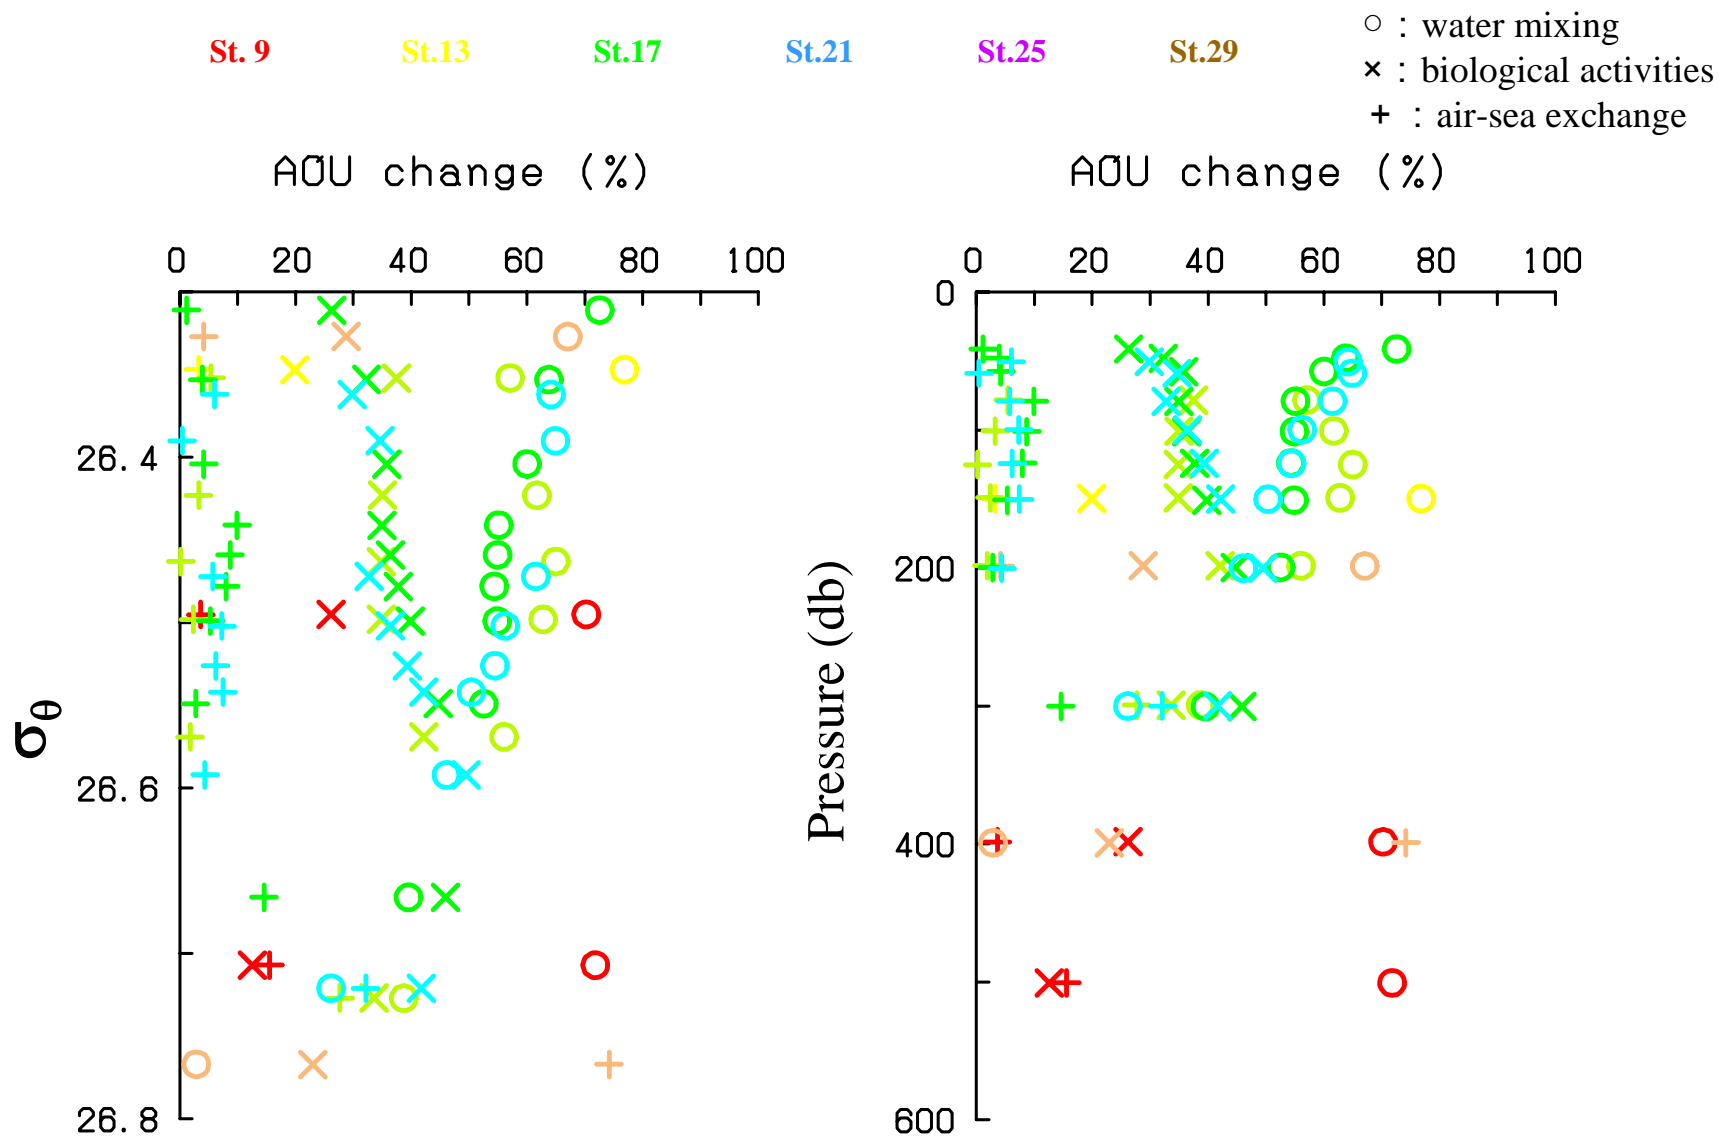 St. 9 St.13 St.17 St.21 St.25 St.29
○ : water mixing
× : biological activities
+ : air-sea exchange
AOU change (%) AOU change (%)
0 20 40 60 80 100 0 20 40 60 80 100
26.4
26.6
26.8
σθ
0
200
400
600
Pressure (db)